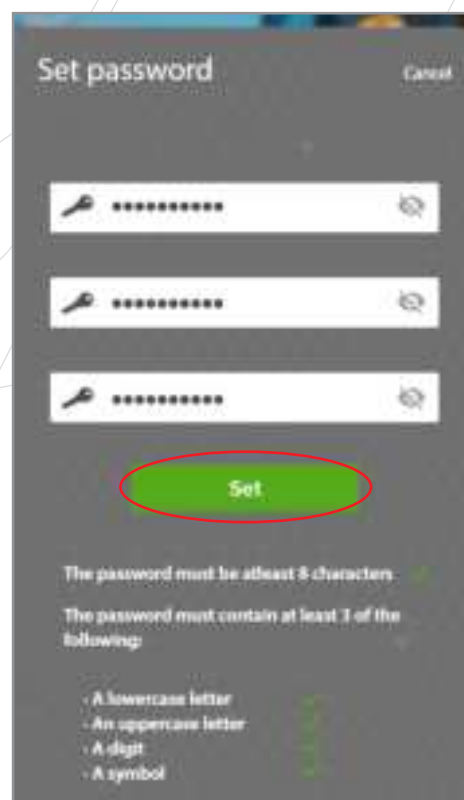 Set password
Cancel
••••••••••
••••••••••
••••••••••
Set
The password must be atleast 8 characters
The password must contain at least 3 of the
following:
- A lowercase letter
- An uppercase letter
- A digit
- A symbol